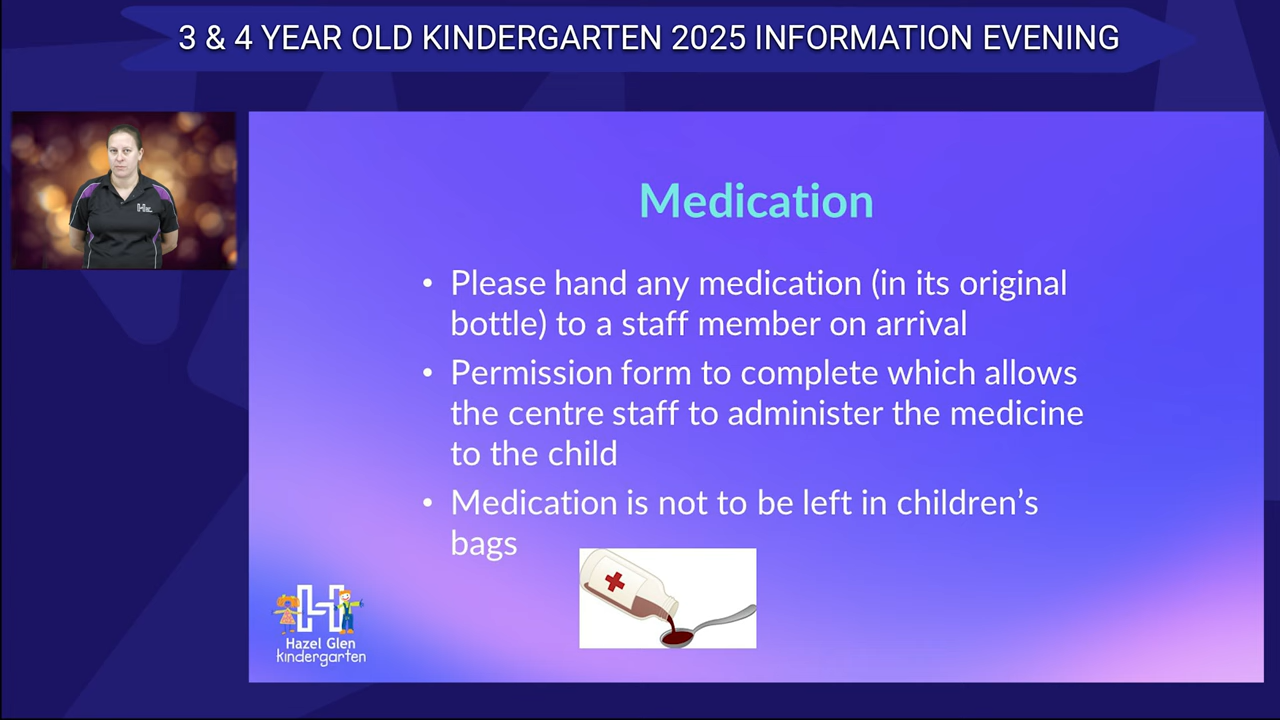 3 & 4 YEAR OLD KINDERGARTEN 2025 INFORMATION EVENING
Medication
• Please hand any medication (in its original
bottle) to a staff member on arrival
• Permission form to complete which allows
the centre staff to administer the medicine
to the child
• Medication is not to be left in children’s
bags
H
Hazel Glen
kindergarten